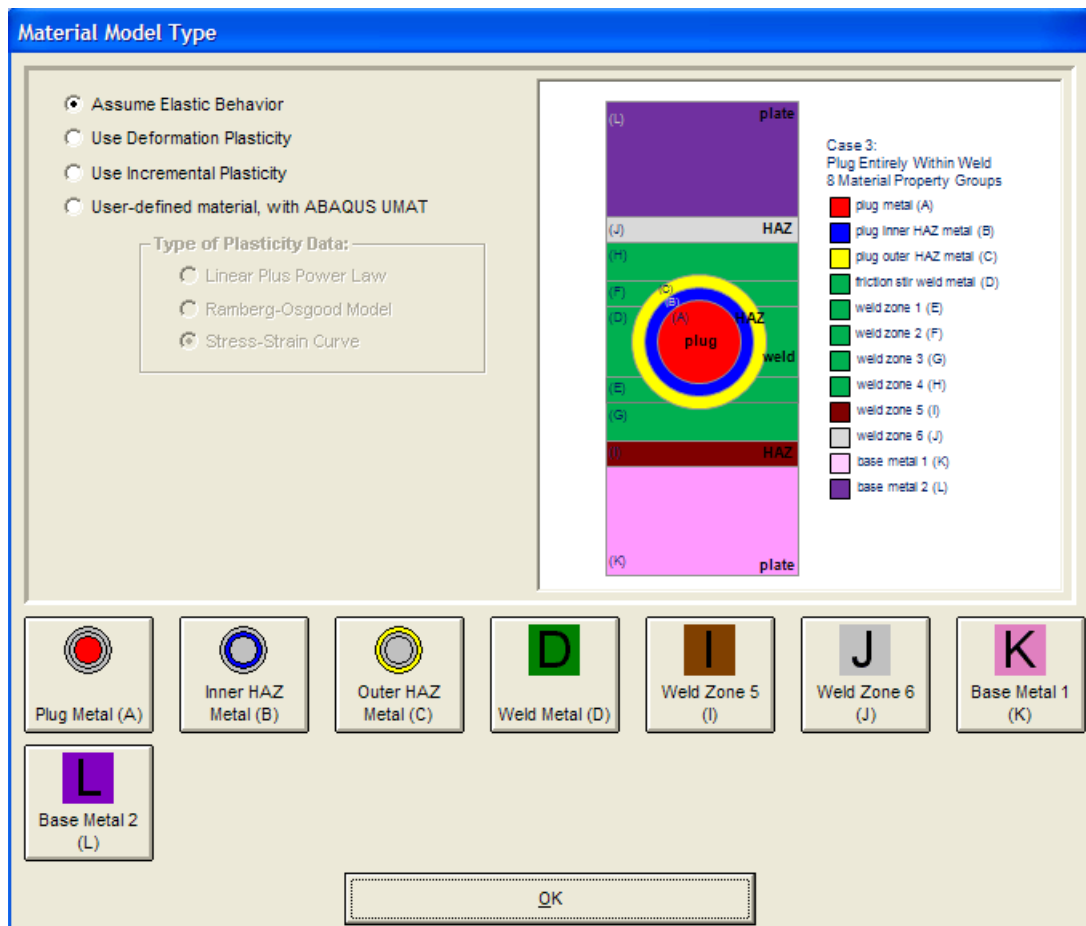 Material Model Type
Assume Elastic Behavior
Use Deformation Plasticity
Use Incremental Plasticity
User-defined material, with ABAQUS UMAT
Type of Plasticity Data:
Linear Plus Power Law
Ramberg-Osgood Model
Stress-Strain Curve
(L)
plate
(J)
HAZ
(H)
(F)
(C)
(B)
(D)
(A)
HAZ
plug
weld
(E)
(G)
(I)
HAZ
(K)
plate
Case 3:
Plug Entirely Within Weld
8 Material Property Groups
plug metal (A)
plug inner HAZ metal (B)
plug outer HAZ metal (C)
friction stir weld metal (D)
weld zone 1 (E)
weld zone 2 (F)
weld zone 3 (G)
weld zone 4 (H)
weld zone 5 (I)
weld zone 6 (J)
base metal 1 (K)
base metal 2 (L)
Plug Metal (A)
Inner HAZ
Metal (B)
Outer HAZ
Metal (C)
D
Weld Metal (D)
I
Weld Zone 5
(I)
J
Weld Zone 6
(J)
K
Base Metal 1
(K)
L
Base Metal 2
(L)
OK